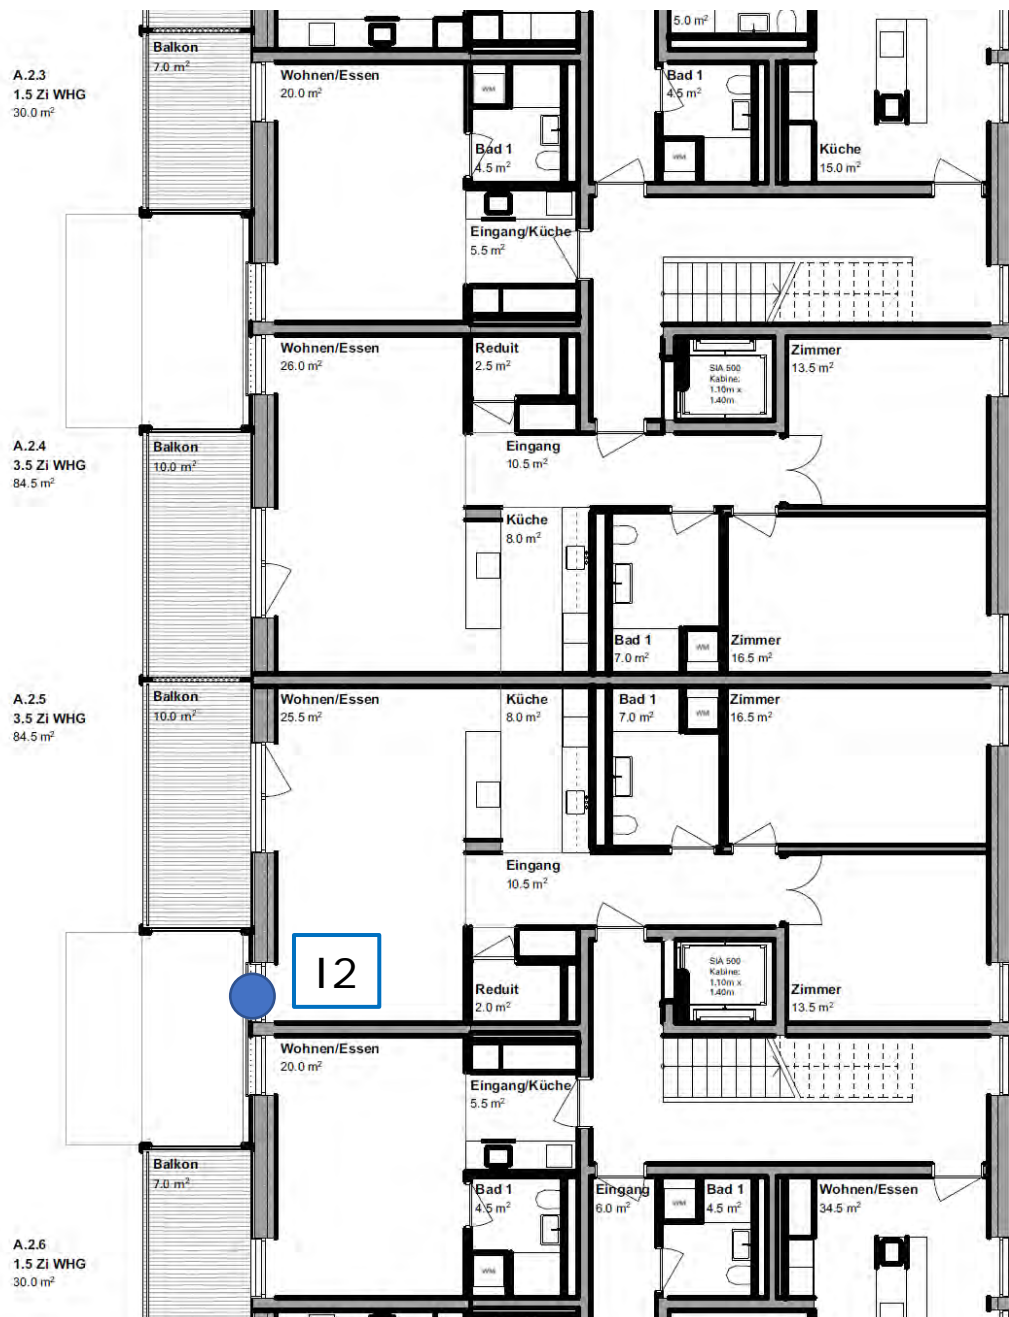 5.0 m²
Balkon
7.0 m²
A.2.3
1.5 Zi WHG
30.0 m²
Wohnen/Essen
20.0 m²
WM
Bad 1
4.5 m²
Bad 1
4.5 m²
WM
Küche
15.0 m²
Eingang/Küche
5.5 m²
Wohnen/Essen
26.0 m²
Reduit
2.5 m²
SIA 500
Kabine:
1.10m x
1.40m
Zimmer
13.5 m²
A.2.4
3.5 Zi WHG
84.5 m²
Balkon
10.0 m²
Eingang
10.5 m²
Küche
8.0 m²
Bad 1
7.0 m²
WM
Zimmer
16.5 m²
A.2.5
3.5 Zi WHG
84.5 m²
Balkon
10.0 m²
Wohnen/Essen
25.5 m²
Küche
8.0 m²
Bad 1
7.0 m²
WM
Zimmer
16.5 m²
Eingang
10.5 m²
I2
Reduit
2.0 m²
SIA 500
Kabine:
1.10m x
1.40m
Zimmer
13.5 m²
Wohnen/Essen
20.0 m²
Eingang/Küche
5.5 m²
Balkon
7.0 m²
Bad 1
4.5 m²
WM
Eingang
6.0 m²
WM
Bad 1
4.5 m²
Wohnen/Essen
34.5 m²
A.2.6
1.5 Zi WHG
30.0 m²